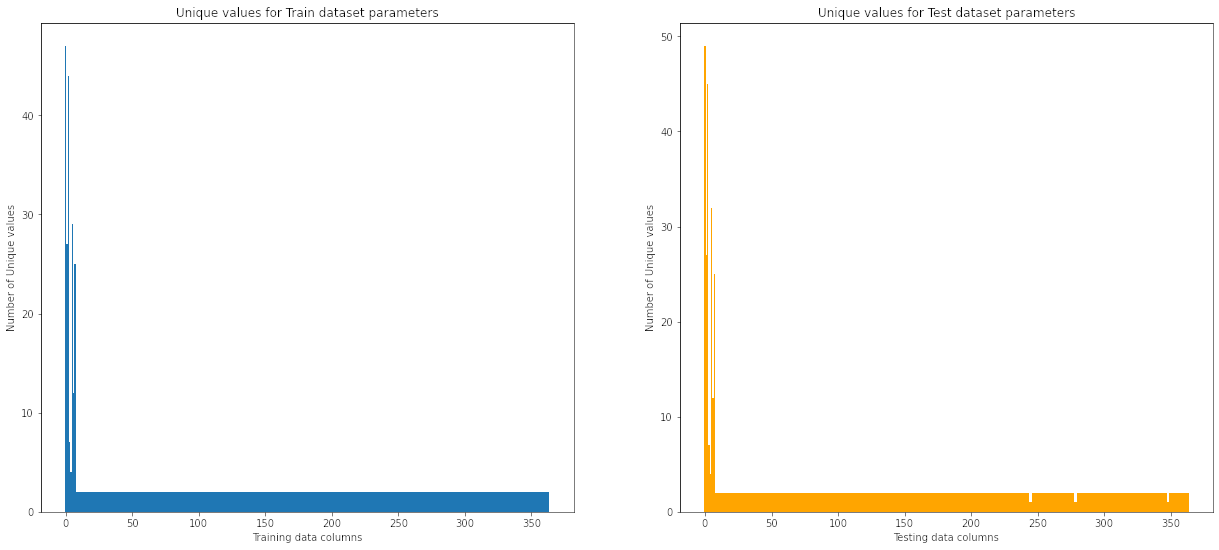 Unique values for Train dataset parameters
Number of Unique values
40
30
20
10
0
0 50 100 150 200 250 300 350
Training data columns
Unique values for Test dataset parameters
Number of Unique values
50
40
30
20
10
0
0 50 100 150 200 250 300 350
Testing data columns